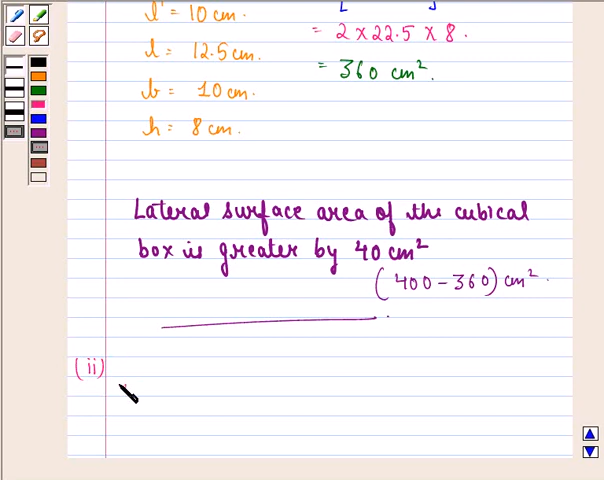 l' = 10 cm.
= 2 × 22.5 × 8.
l = 12.5 cm.
= 360 cm².
b = 10 cm.
h = 8 cm.
Lateral surface area of the cubical
box is greater by 40 cm²
(400 - 360) cm².
(ii)